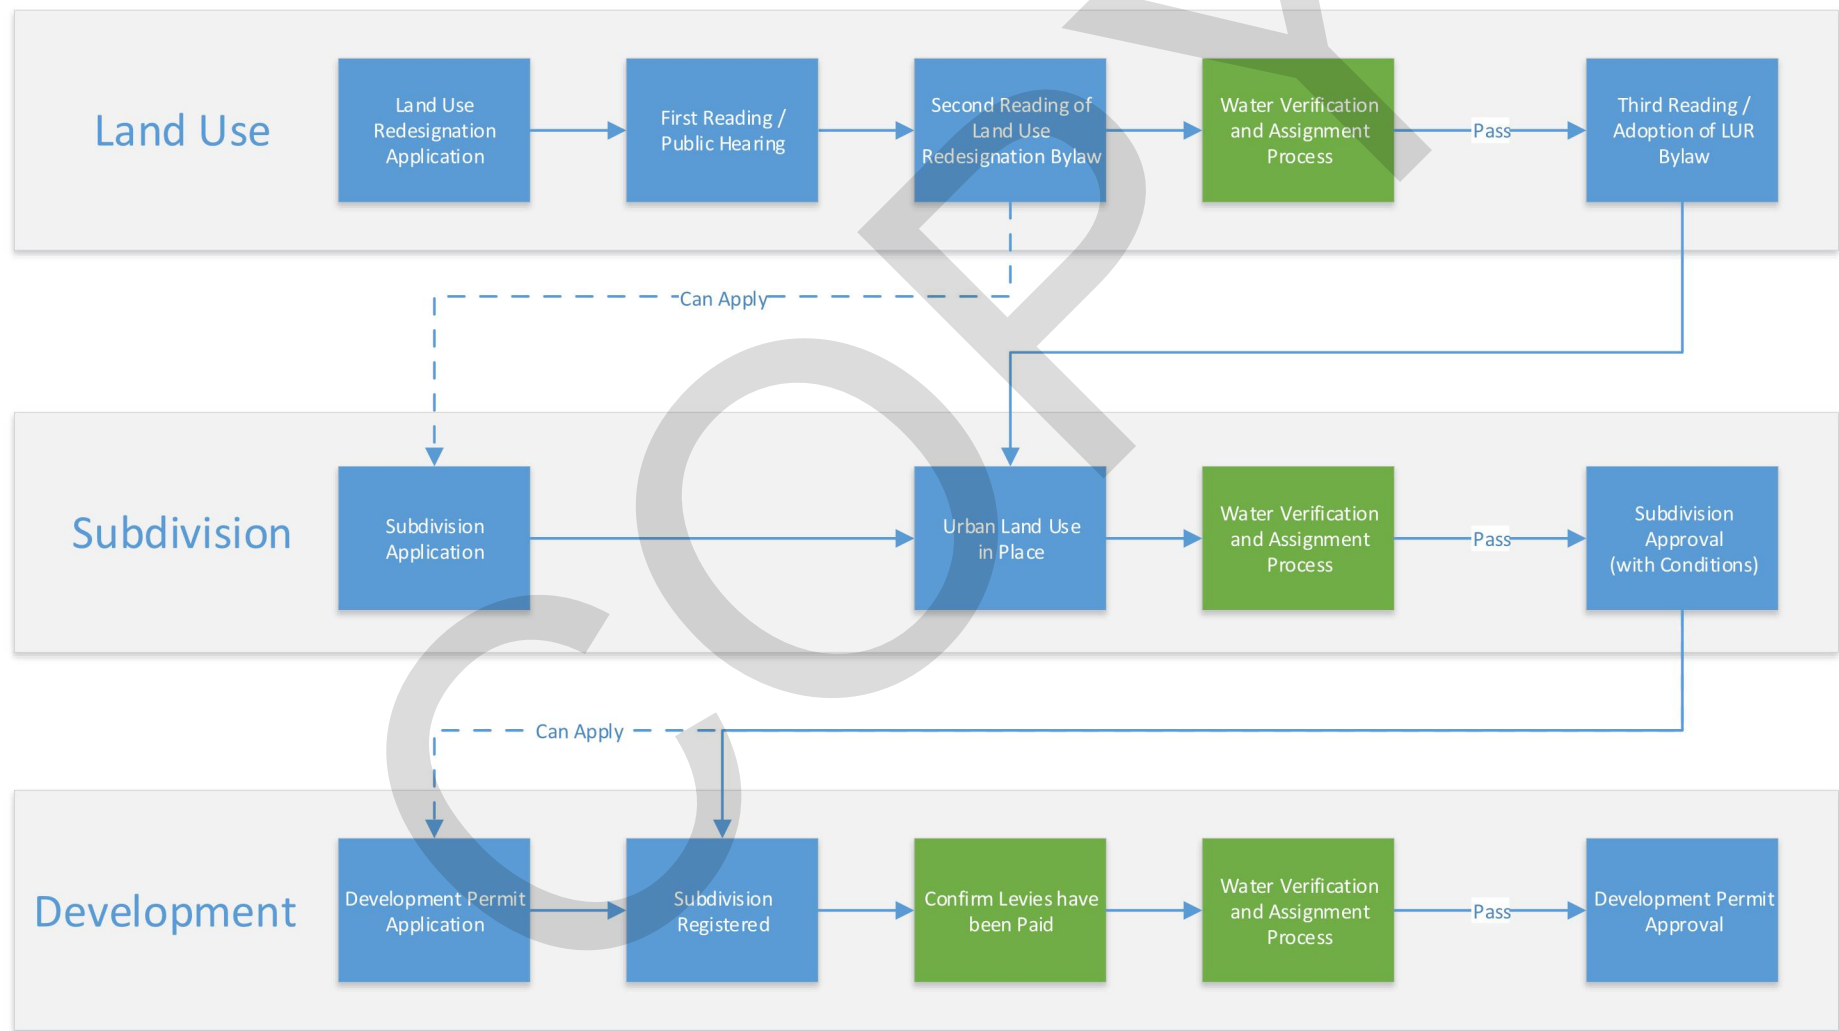 Land Use
Land Use
Redesignation
Application
First Reading /
Public Hearing
Second Reading of
Land Use
Redesignation Bylaw
Water Verification
and Assignment
Process
Pass
Third Reading /
Adoption of LUR
Bylaw
Can Apply
Subdivision
Subdivision
Application
Urban Land Use
in Place
Water Verification
and Assignment
Process
Pass
Subdivision
Approval
(with Conditions)
Can Apply
Development
Development Permit
Application
Subdivision
Registered
Confirm Levies have
been Paid
Water Verification
and Assignment
Process
Pass
Development Permit
Approval
COPY